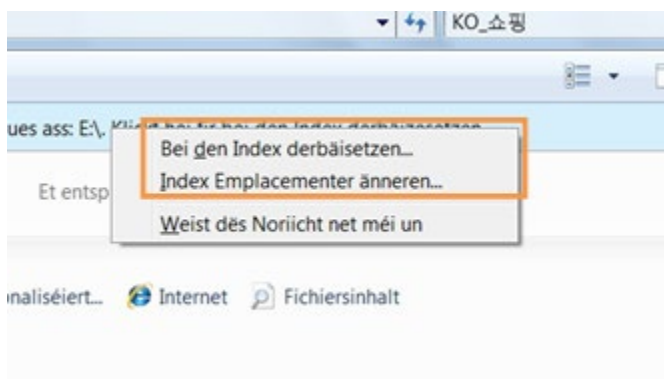 KO_쇼핑
ues ass: E:\.
Bei den Index derbäisetzen...
Index Emplacementer änneren...
Et entsp
Weist dës Noriicht net méi un
onaliséiert... Internet Fichiersinhalt